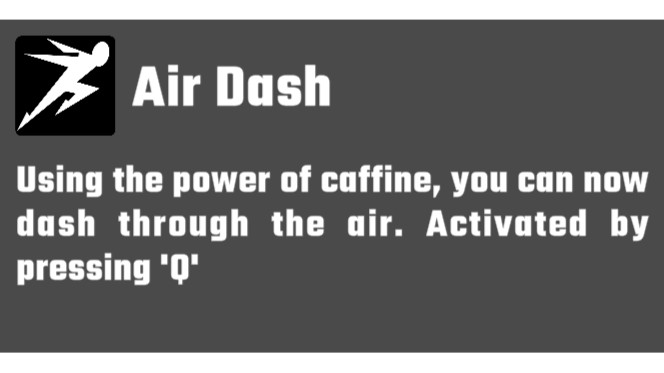 Air Dash
Using the power of caffine, you can now
dash through the air. Activated by
pressing 'Q'